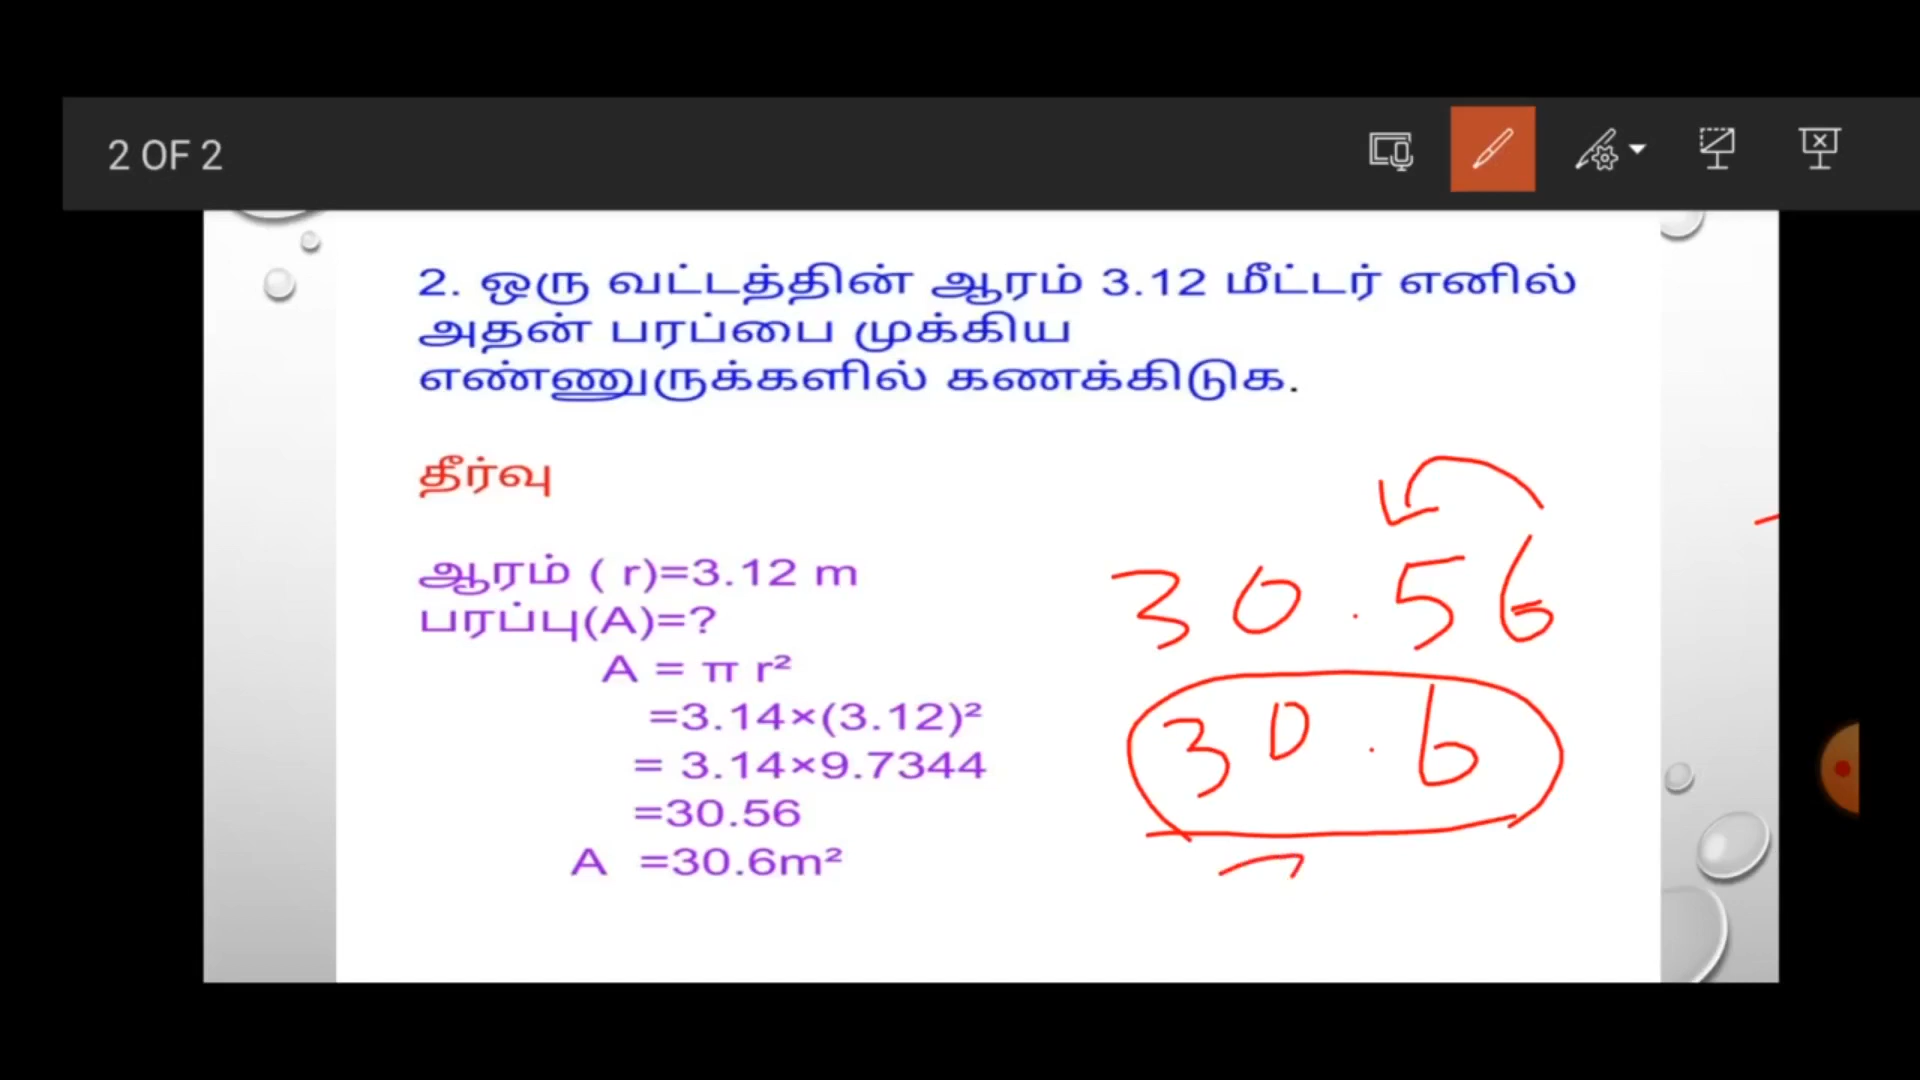 2 OF 2
2. ஒரு வட்டத்தின் ஆரம் 3.12 மீட்டர் எனில்
அதன் பரப்பை முக்கிய
எண்ணுருக்களில் கணக்கிடுக.
தீர்வு
ஆரம் ( r)=3.12 m
பரப்பு(A)=?
A = π r²
=3.14×(3.12)²
= 3.14×9.7344
=30.56
A =30.6m²
30.56
30.6